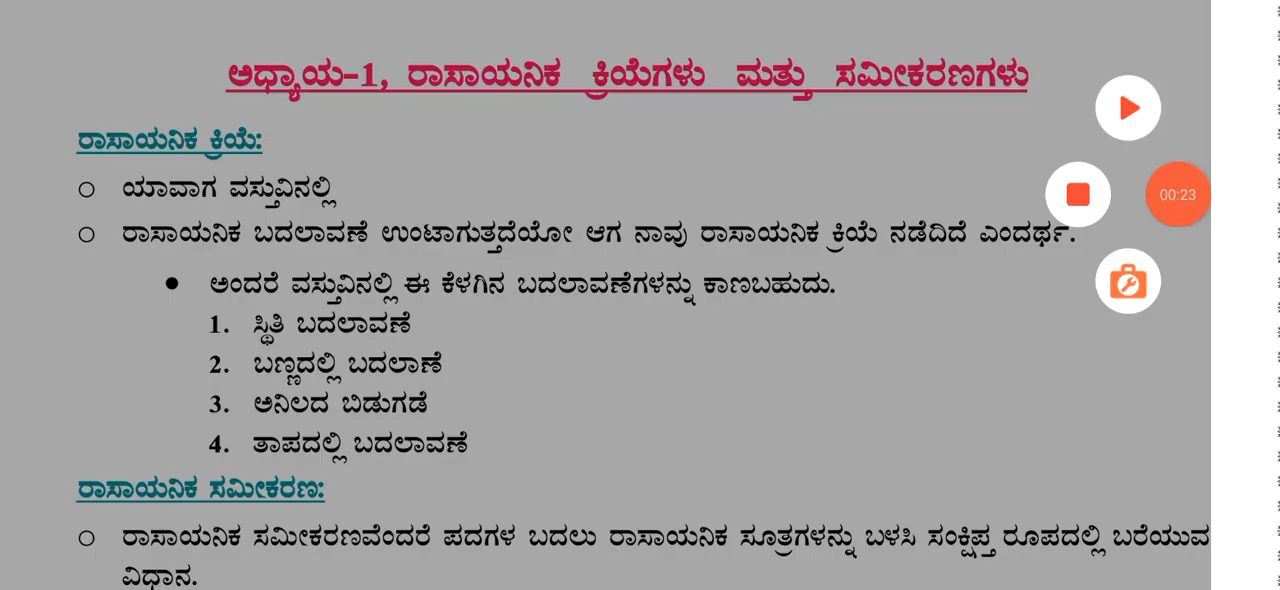 ಅಧ್ಯಾಯ-1, ರಾಸಾಯನಿಕ ಕ್ರಿಯೆಗಳು ಮತ್ತು ಸಮೀಕರಣಗಳು
ರಾಸಾಯನಿಕ ಕ್ರಿಯೆ:
○ ಯಾವಾಗ ವಸ್ತುವಿನಲ್ಲಿ
○ ರಾಸಾಯನಿಕ ಬದಲಾವಣೆ ಉಂಟಾಗುತ್ತದೆಯೋ ಆಗ ನಾವು ರಾಸಾಯನಿಕ ಕ್ರಿಯೆ ನಡೆದಿದೆ ಎಂದರ್ಥ.
00:23
● ಅಂದರೆ ವಸ್ತುವಿನಲ್ಲಿ ಈ ಕೆಳಗಿನ ಬದಲಾವಣೆಗಳನ್ನು ಕಾಣಬಹುದು.
1. ಸ್ಥಿತಿ ಬದಲಾವಣೆ
2. ಬಣ್ಣದಲ್ಲಿ ಬದಲಾಣೆ
3. ಅನಿಲದ ಬಿಡುಗಡೆ
4. ತಾಪದಲ್ಲಿ ಬದಲಾವಣೆ
ರಾಸಾಯನಿಕ ಸಮೀಕರಣ:
○ ರಾಸಾಯನಿಕ ಸಮೀಕರಣವೆಂದರೆ ಪದಗಳ ಬದಲು ರಾಸಾಯನಿಕ ಸೂತ್ರಗಳನ್ನು ಬಳಸಿ ಸಂಕ್ಷಿಪ್ತ ರೂಪದಲ್ಲಿ ಬರೆಯುವ
ವಿಧಾನ.